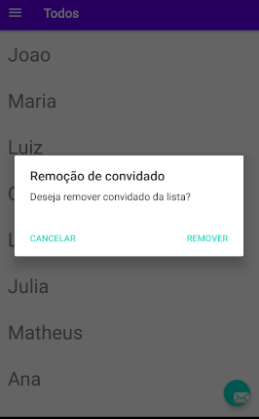 Todos
Joao
Maria
Luiz
Remoção de convidado
Deseja remover convidado da lista?
CANCELAR
REMOVER
Julia
Matheus
Ana